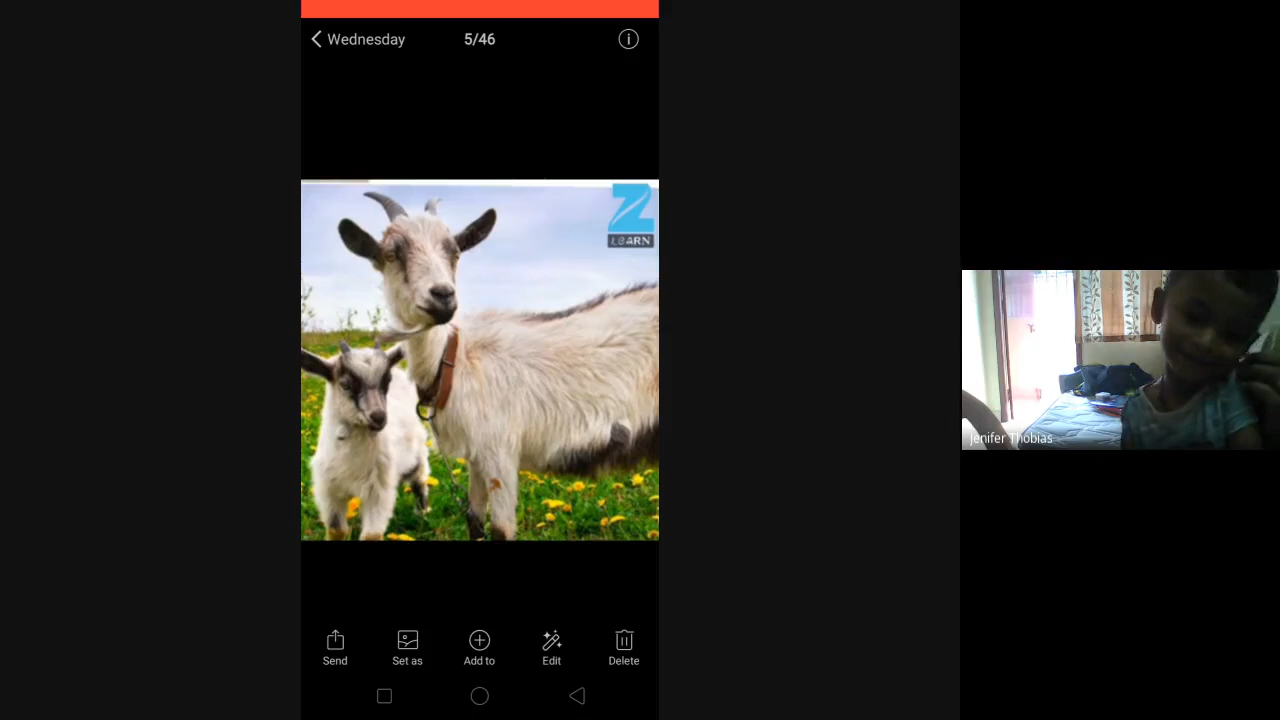 Wednesday
5/46
Z
LEARN
Jenifer Thobias
Send
Set as
Add to
Edit
Delete